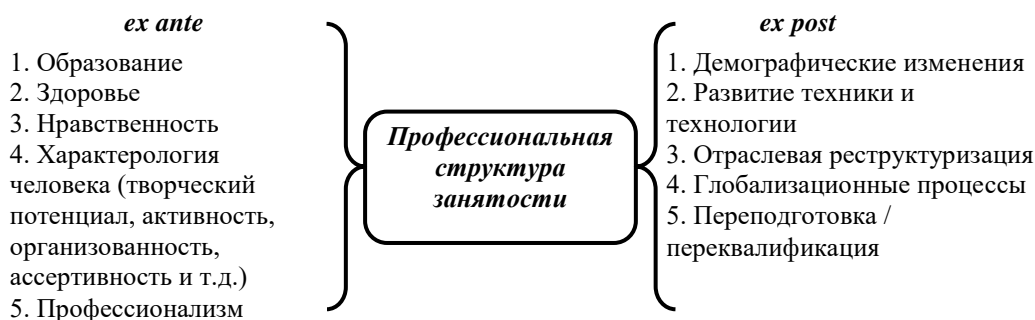 ex ante
1. Образование
2. Здоровье
3. Нравственность
4. Характерология
человека (творческий
потенциал, активность,
организованность,
ассертивность и т.д.)
5. Профессионализм
Профессиональная
структура
занятости
ex post
1. Демографические изменения
2. Развитие техники и
технологии
3. Отраслевая реструктуризация
4. Глобализационные процессы
5. Переподготовка /
переквалификация